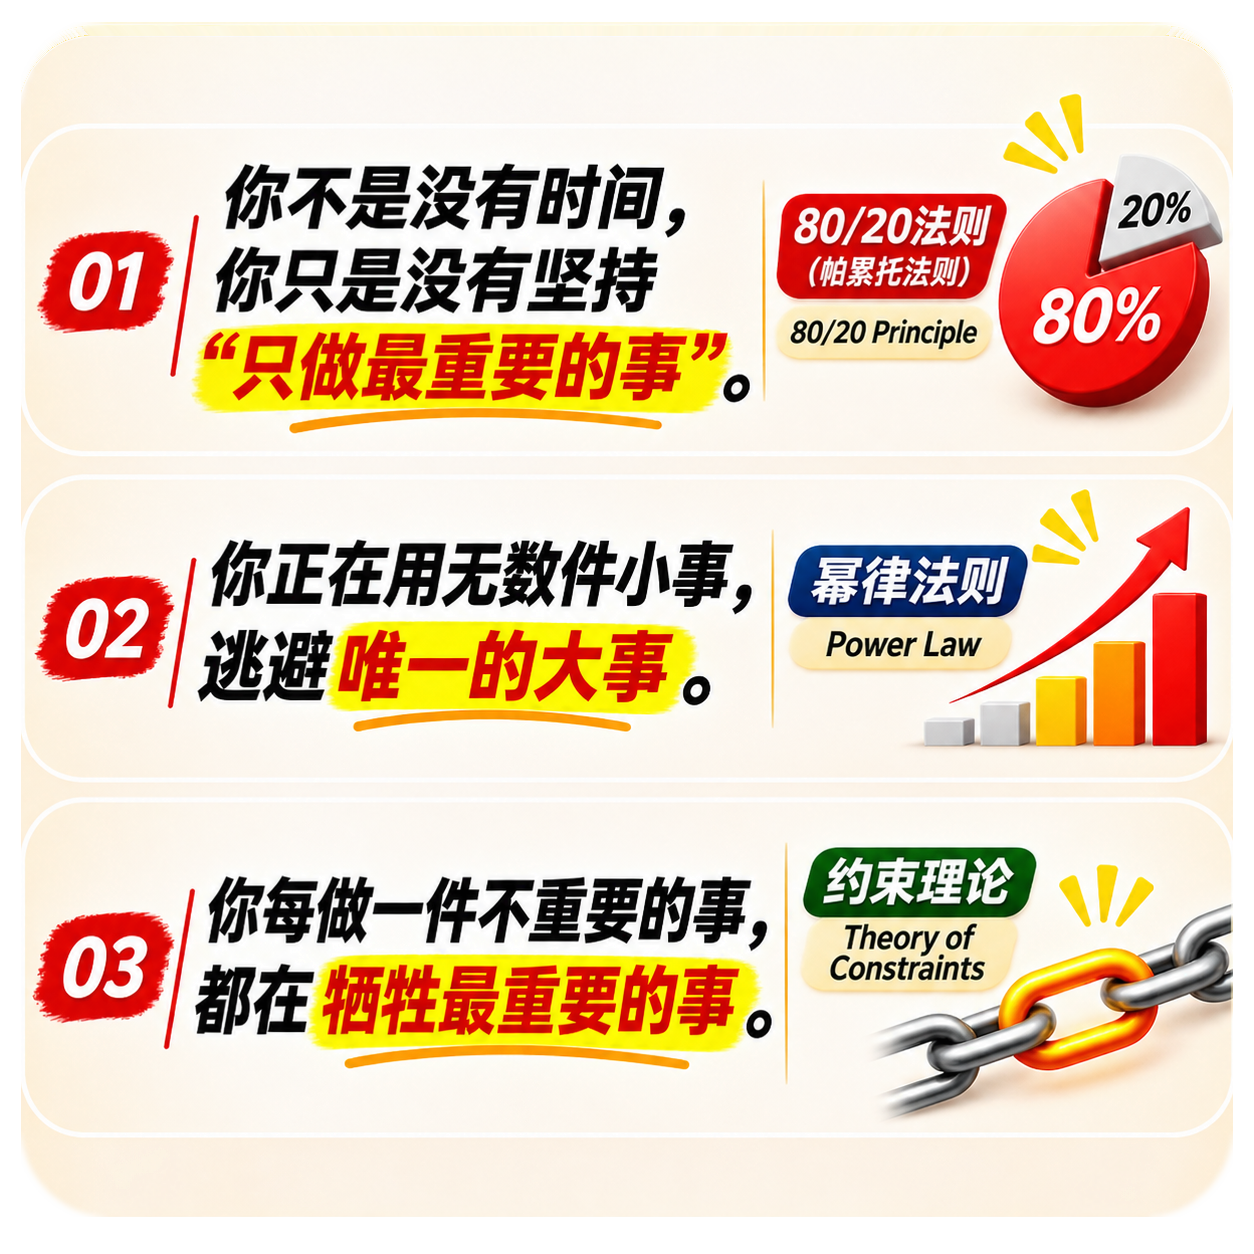 01
你不是没有时间，
你只是没有坚持
“只做最重要的事”。
80/20法则
（帕累托法则）
80/20 Principle
20%
80%
02
你正在用无数件小事，
逃避唯一的大事。
幂律法则
Power Law
03
你每做一件不重要的事，
都在牺牲最重要的事。
约束理论
Theory of
Constraints